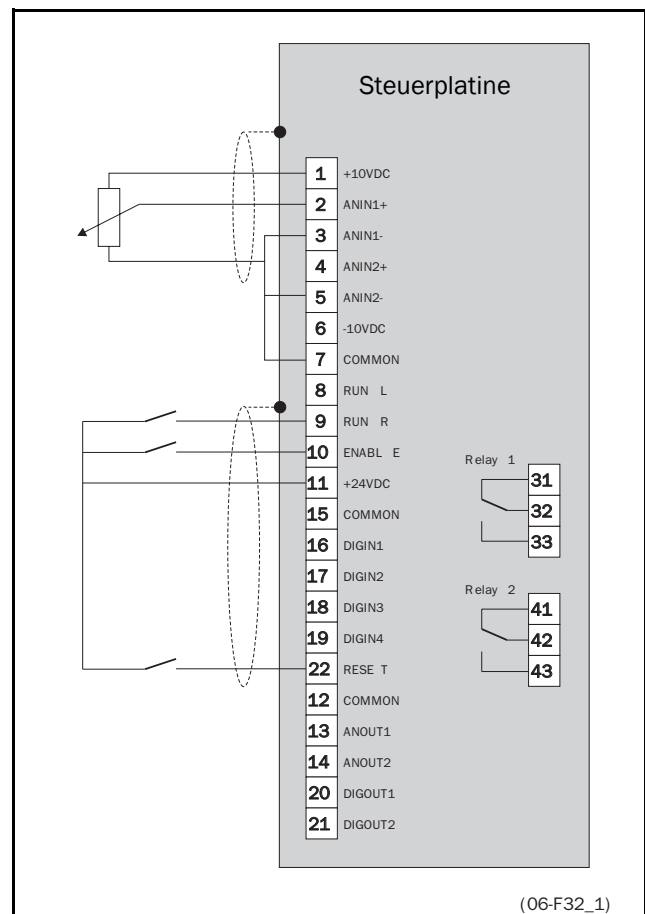 Steuerplatine
1 +10VDC
2 ANIN1+
3 ANIN1-
4 ANIN2+
5 ANIN2-
6 -10VDC
7 COMMON
8 RUN L
9 RUN R
10 ENABL E
11 +24VDC
15 COMMON
16 DIGIN1
17 DIGIN2
18 DIGIN3
19 DIGIN4
22 RESE T
12 COMMON
13 ANOUT1
14 ANOUT2
20 DIGOUT1
21 DIGOUT2
Relay 1
31
32
33
Relay 2
41
42
43
(06-F32_1)